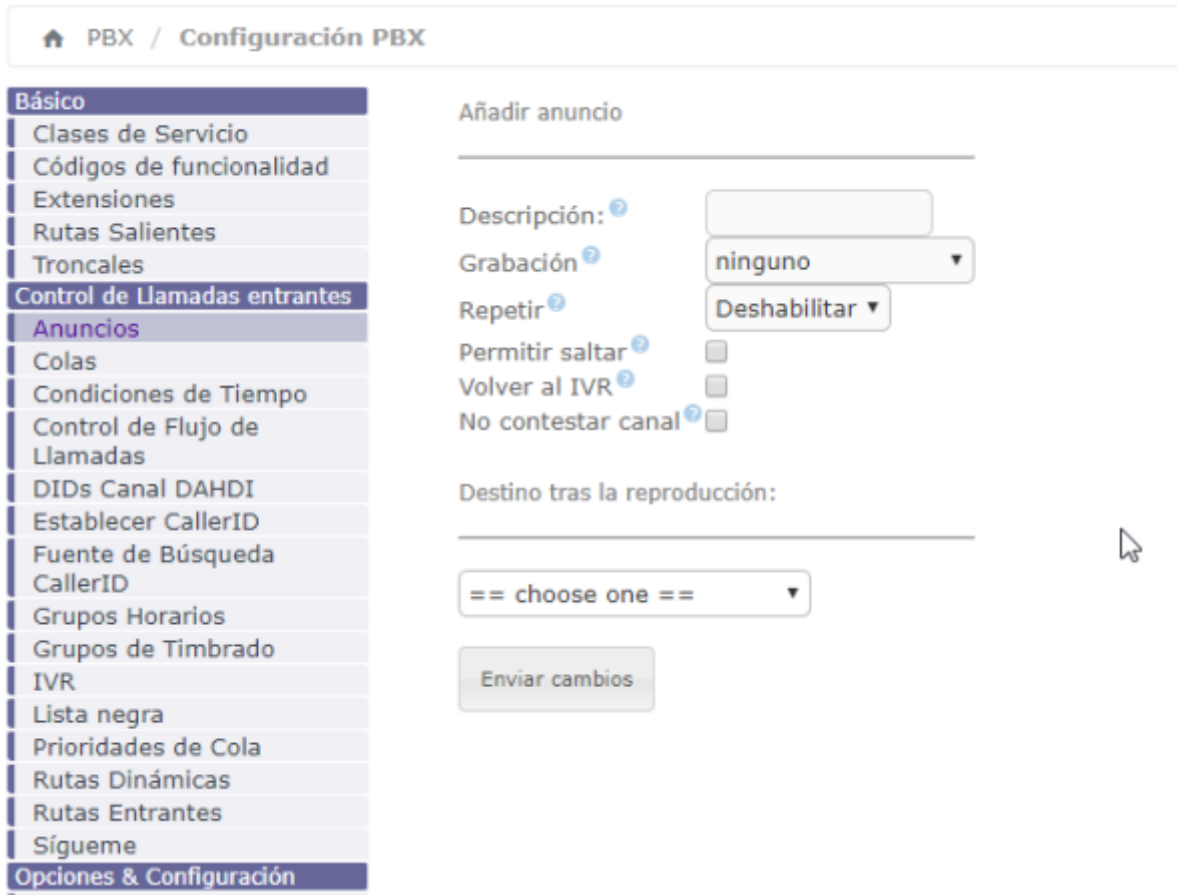 PBX / Configuración PBX
Básico
Clases de Servicio
Códigos de funcionalidad
Extensiones
Rutas Salientes
Troncales
Control de Llamadas entrantes
Anuncios
Colas
Condiciones de Tiempo
Control de Flujo de
Llamadas
DIDs Canal DAHDI
Establecer CallerID
Fuente de Búsqueda
CallerID
Grupos Horarios
Grupos de Timbrado
IVR
Lista negra
Prioridades de Cola
Rutas Dinámicas
Rutas Entrantes
Sígueme
Opciones & Configuración
Añadir anuncio
Descripción: ?
Grabación ? ninguno
Repetir ? Deshabilitar
Permitir saltar ?
Volver al IVR ?
No contestar canal ?
Destino tras la reproducción:
== choose one ==
Enviar cambios